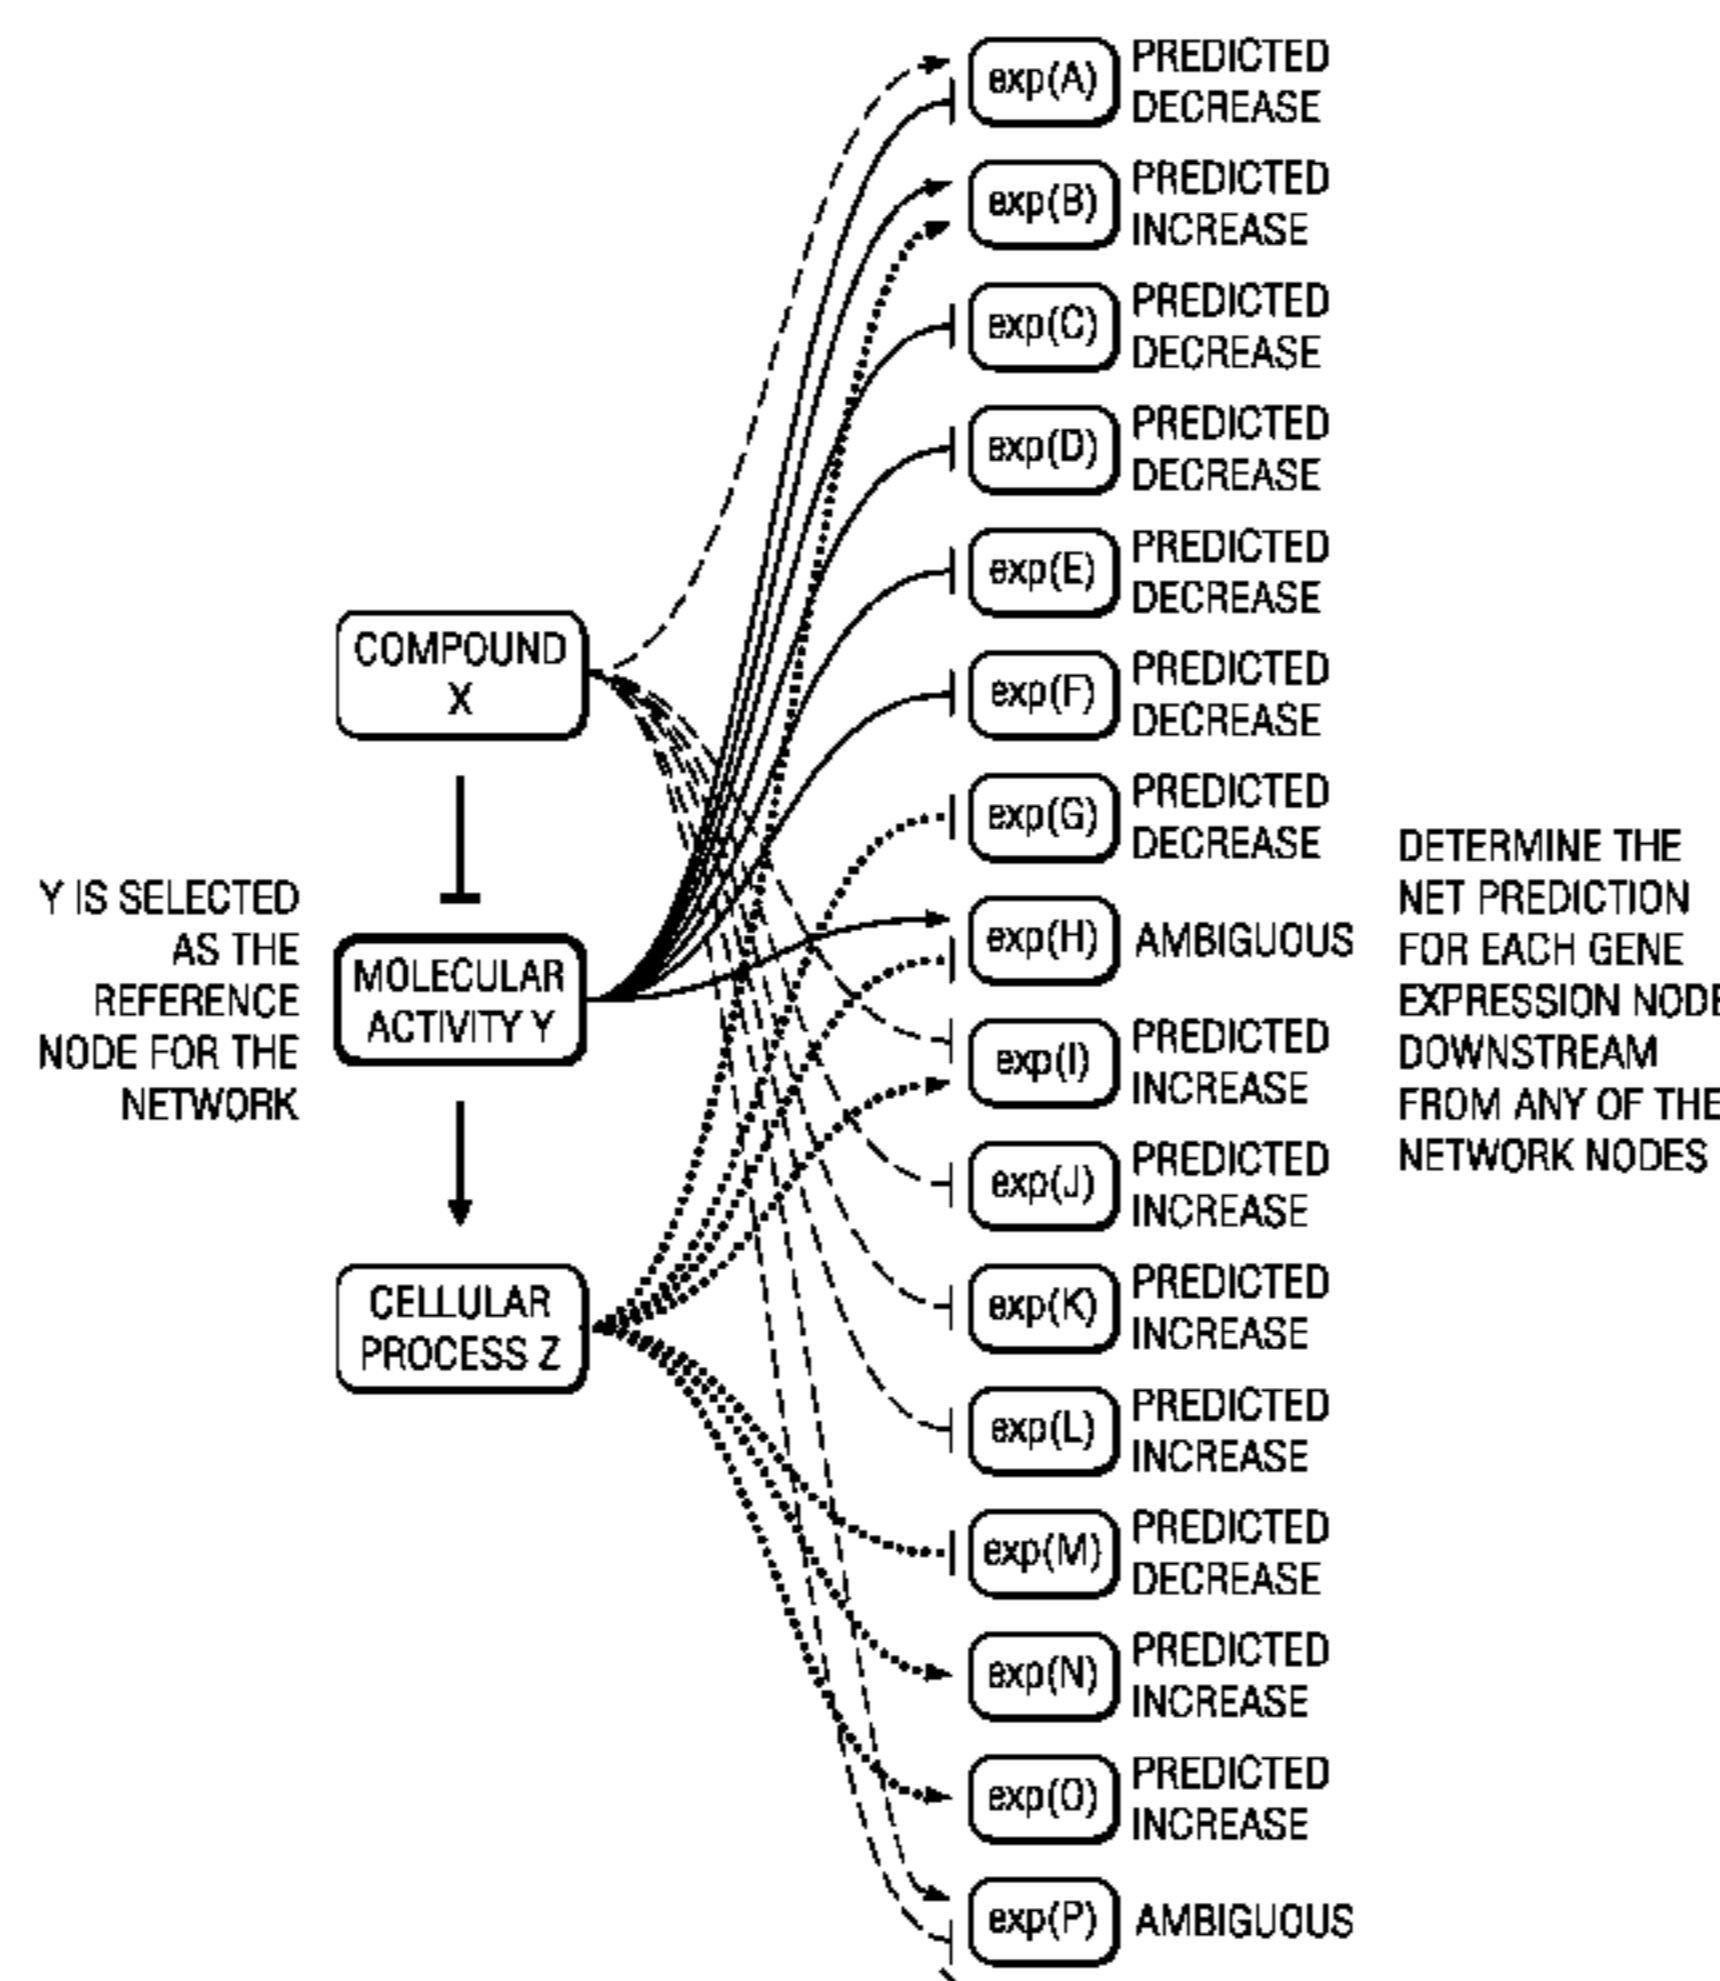 COMPOUND
X
Y IS SELECTED
AS THE
REFERENCE
NODE FOR THE
NETWORK
MOLECULAR
ACTIVITY Y
CELLULAR
PROCESS Z
exp(A)
PREDICTED
DECREASE
exp(B)
PREDICTED
INCREASE
exp(C)
PREDICTED
DECREASE
exp(D)
PREDICTED
DECREASE
exp(E)
PREDICTED
DECREASE
exp(F)
PREDICTED
DECREASE
exp(G)
PREDICTED
DECREASE
exp(H)
AMBIGUOUS
exp(I)
PREDICTED
INCREASE
exp(J)
PREDICTED
INCREASE
exp(K)
PREDICTED
INCREASE
exp(L)
PREDICTED
INCREASE
exp(M)
PREDICTED
DECREASE
exp(N)
PREDICTED
INCREASE
exp(O)
PREDICTED
INCREASE
exp(P)
AMBIGUOUS
DETERMINE THE
NET PREDICTION
FOR EACH GENE
EXPRESSION NODE
DOWNSTREAM
FROM ANY OF THE
NETWORK NODES